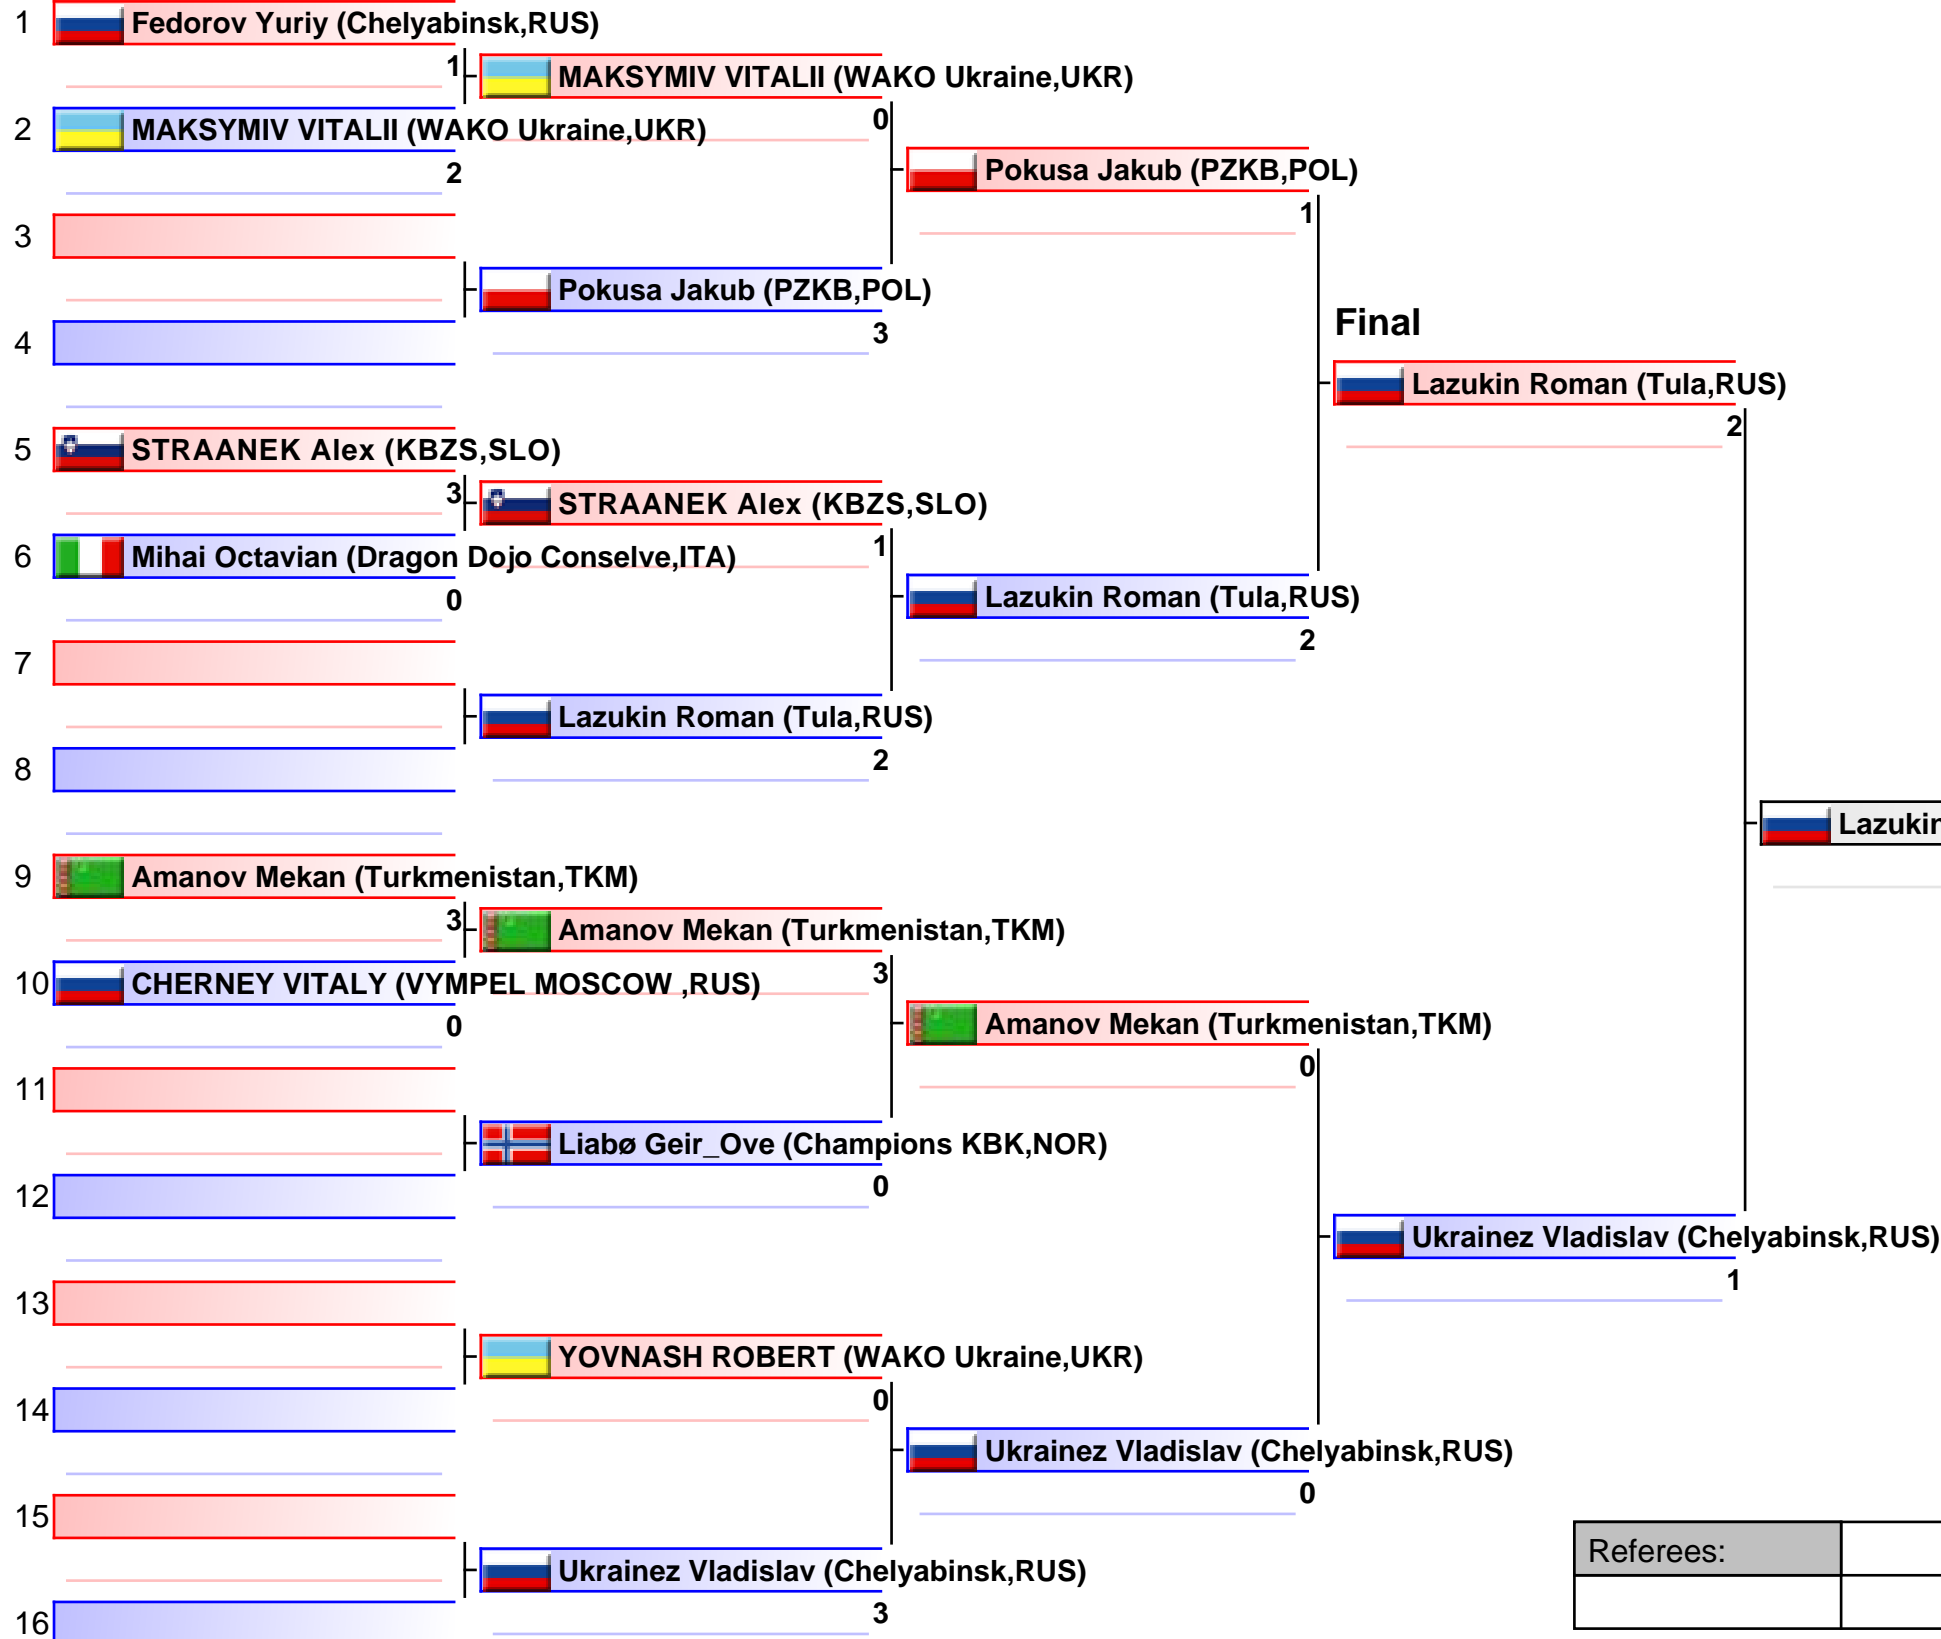 1 Fedorov Yuriy (Chelyabinsk,RUS)
1
MAKSYMIV VITALII (WAKO Ukraine,UKR)
0
2 MAKSYMIV VITALII (WAKO Ukraine,UKR)
2
Pokusa Jakub (PZKB,POL)
1
3
Pokusa Jakub (PZKB,POL)
3
4
Final
Lazukin Roman (Tula,RUS)
2
5 STRAANEK Alex (KBZS,SLO)
3
STRAANEK Alex (KBZS,SLO)
1
6 Mihai Octavian (Dragon Dojo Conselve,ITA)
0
Lazukin Roman (Tula,RUS)
2
7
Lazukin Roman (Tula,RUS)
2
8
Lazukin
9 Amanov Mekan (Turkmenistan,TKM)
3
Amanov Mekan (Turkmenistan,TKM)
3
10 CHERNEY VITALY (VYMPEL MOSCOW ,RUS)
0
Amanov Mekan (Turkmenistan,TKM)
0
11
Liabø Geir_Ove (Champions KBK,NOR)
0
12
Ukrainez Vladislav (Chelyabinsk,RUS)
1
13
YOVNASH ROBERT (WAKO Ukraine,UKR)
0
14
Ukrainez Vladislav (Chelyabinsk,RUS)
0
15
Ukrainez Vladislav (Chelyabinsk,RUS)
3
16
Referees: